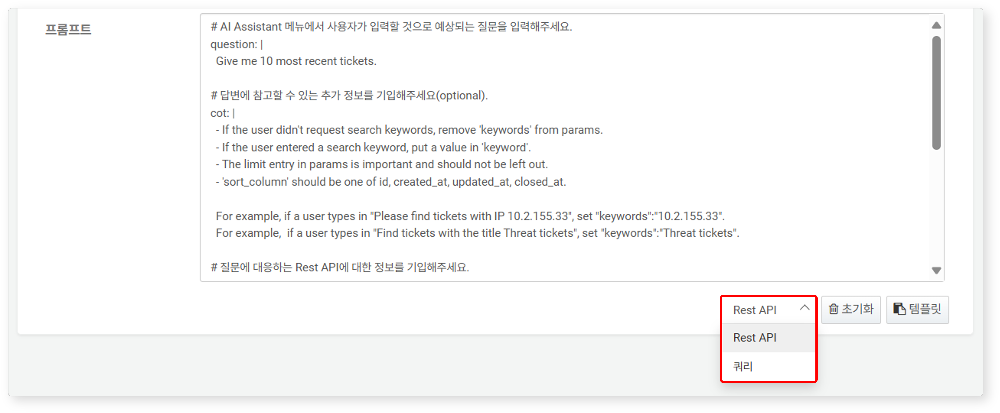 프롬프트
# AI Assistant 메뉴에서 사용자가 입력할 것으로 예상되는 질문을 입력해주세요.
question: |
Give me 10 most recent tickets.
# 답변에 참고할 수 있는 추가 정보를 기입해주세요(optional).
cot: |
- If the user didn't request search keywords, remove 'keywords' from params.
- If the user entered a search keyword, put a value in 'keyword'.
- The limit entry in params is important and should not be left out.
- 'sort_column' should be one of id, created_at, updated_at, closed_at.
For example, if a user types in "Please find tickets with IP 10.2.155.33", set "keywords":"10.2.155.33".
For example,  if a user types in "Find tickets with the title Threat tickets", set "keywords":"Threat tickets".
# 질문에 대응하는 Rest API에 대한 정보를 기입해주세요.
Rest API 초기화 템플릿
Rest API
쿼리